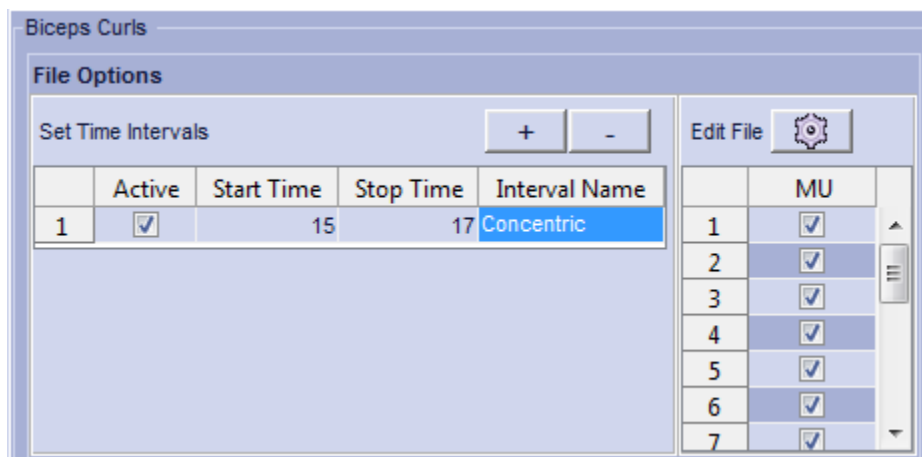 Biceps Curls
File Options
Set Time Intervals + - Edit File
Active Start Time Stop Time Interval Name MU
1 15 17 Concentric 1
2
3
4
5
6
7